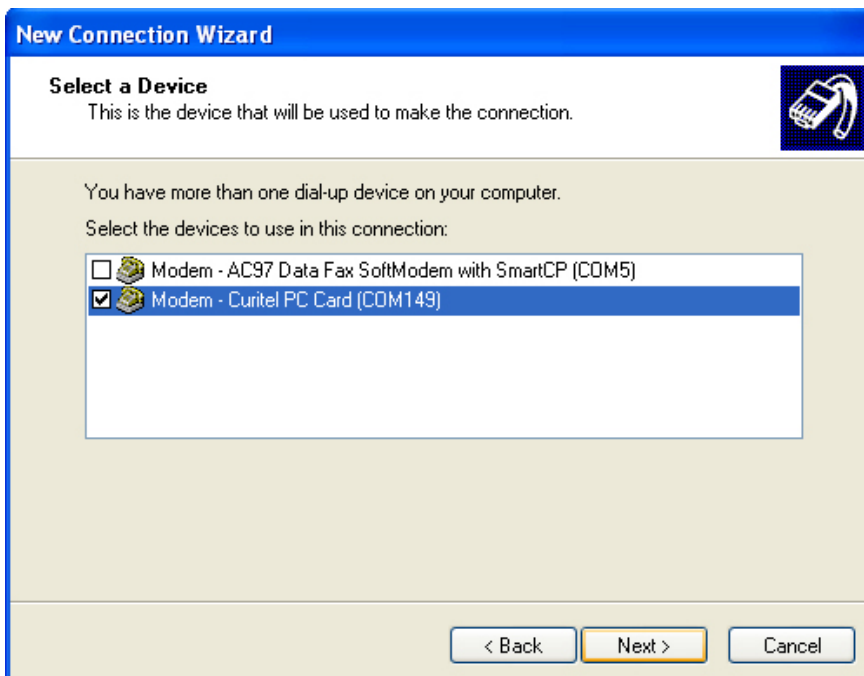 New Connection Wizard
Select a Device
This is the device that will be used to make the connection.
You have more than one dial-up device on your computer.
Select the devices to use in this connection:
Modem - AC97 Data Fax SoftModem with SmartCP (COM5)
Modem - Curitel PC Card (COM149)
< Back Next > Cancel